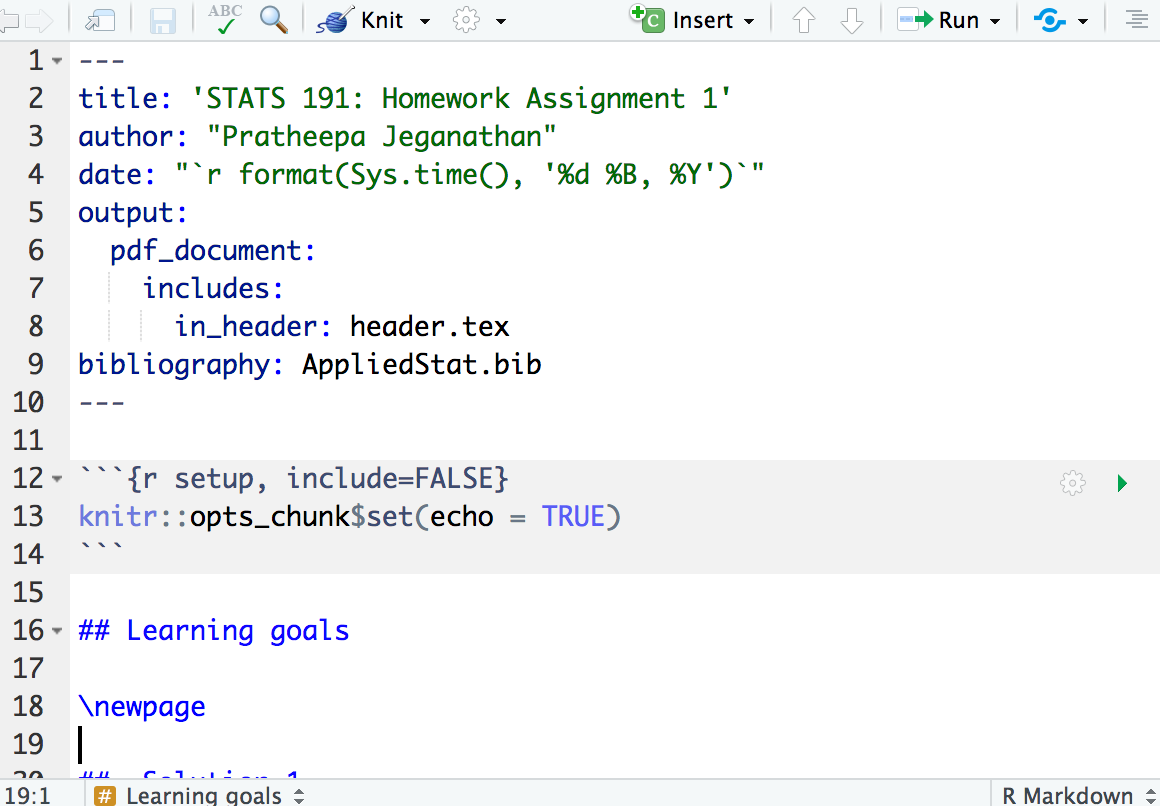 ABC Knit Insert Run
1 ---
2 title: 'STATS 191: Homework Assignment 1'
3 author: "Pratheepa Jeganathan"
4 date: "`r format(Sys.time(), '%d %B, %Y')`"
5 output:
6   pdf_document:
7     includes:
8       in_header: header.tex
9 bibliography: AppliedStat.bib
10 ---
11
12 ```{r setup, include=FALSE}
13 knitr::opts_chunk$set(echo = TRUE)
14 ```
15
16 ## Learning goals
17
18 \newpage
19
20 ##  Solution 1
19:1 # Learning goals R Markdown